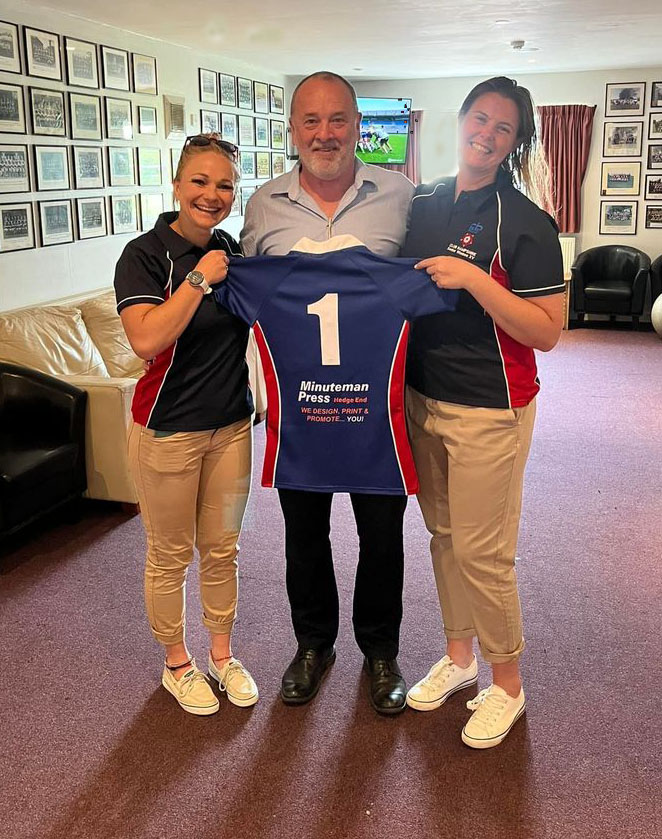 1
Minuteman
Press Hedge End
WE DESIGN, PRINT &
PROMOTE... YOU!